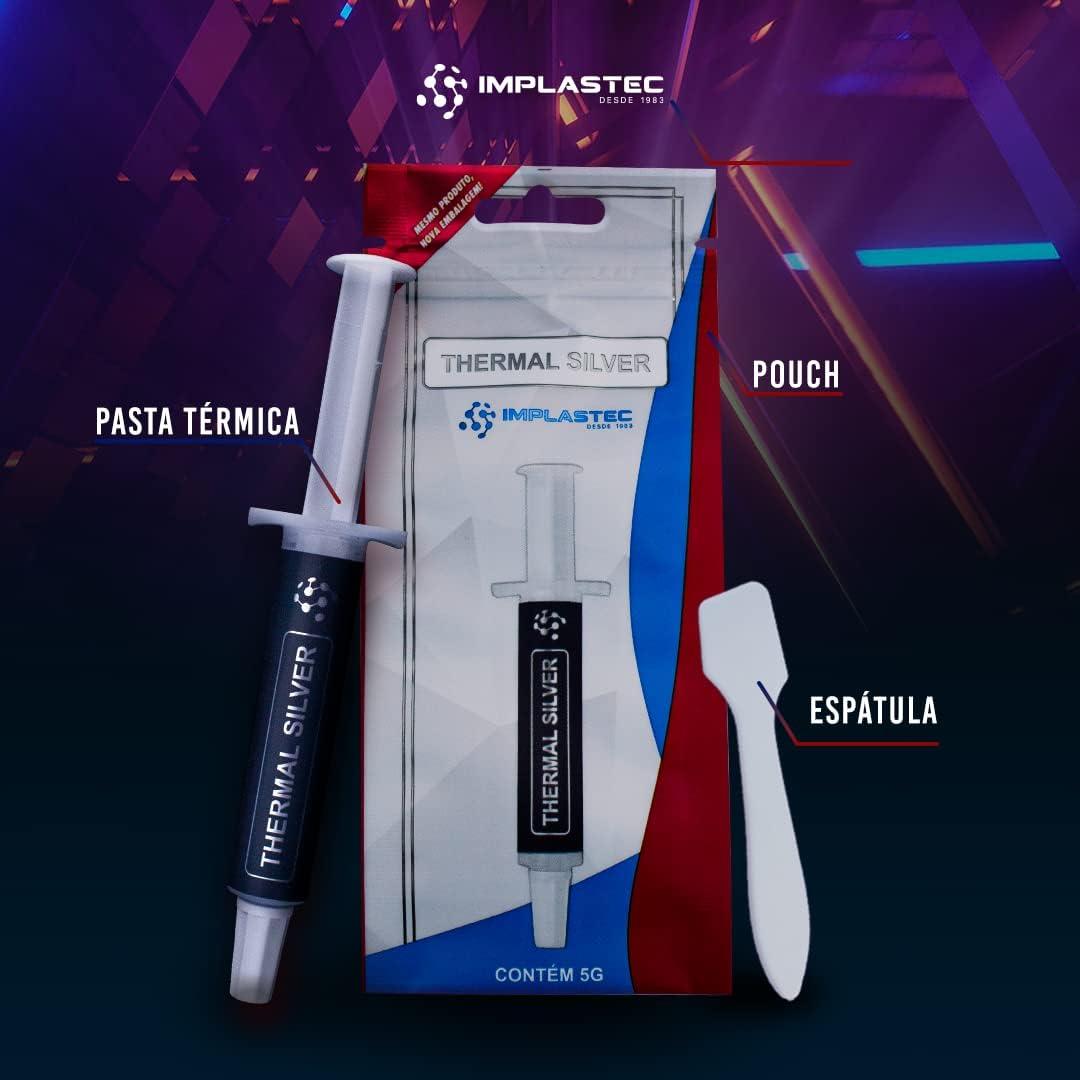 IMPLASTEC
DESDE 1983
MESMO PRODUTO,
NOVA EMBALAGEM!
THERMAL SILVER
IMPLASTEC
DESDE 1983
POUCH
PASTA TÉRMICA
THERMAL SILVER
THERMAL SILVER
ESPÁTULA
CONTÉM 5G